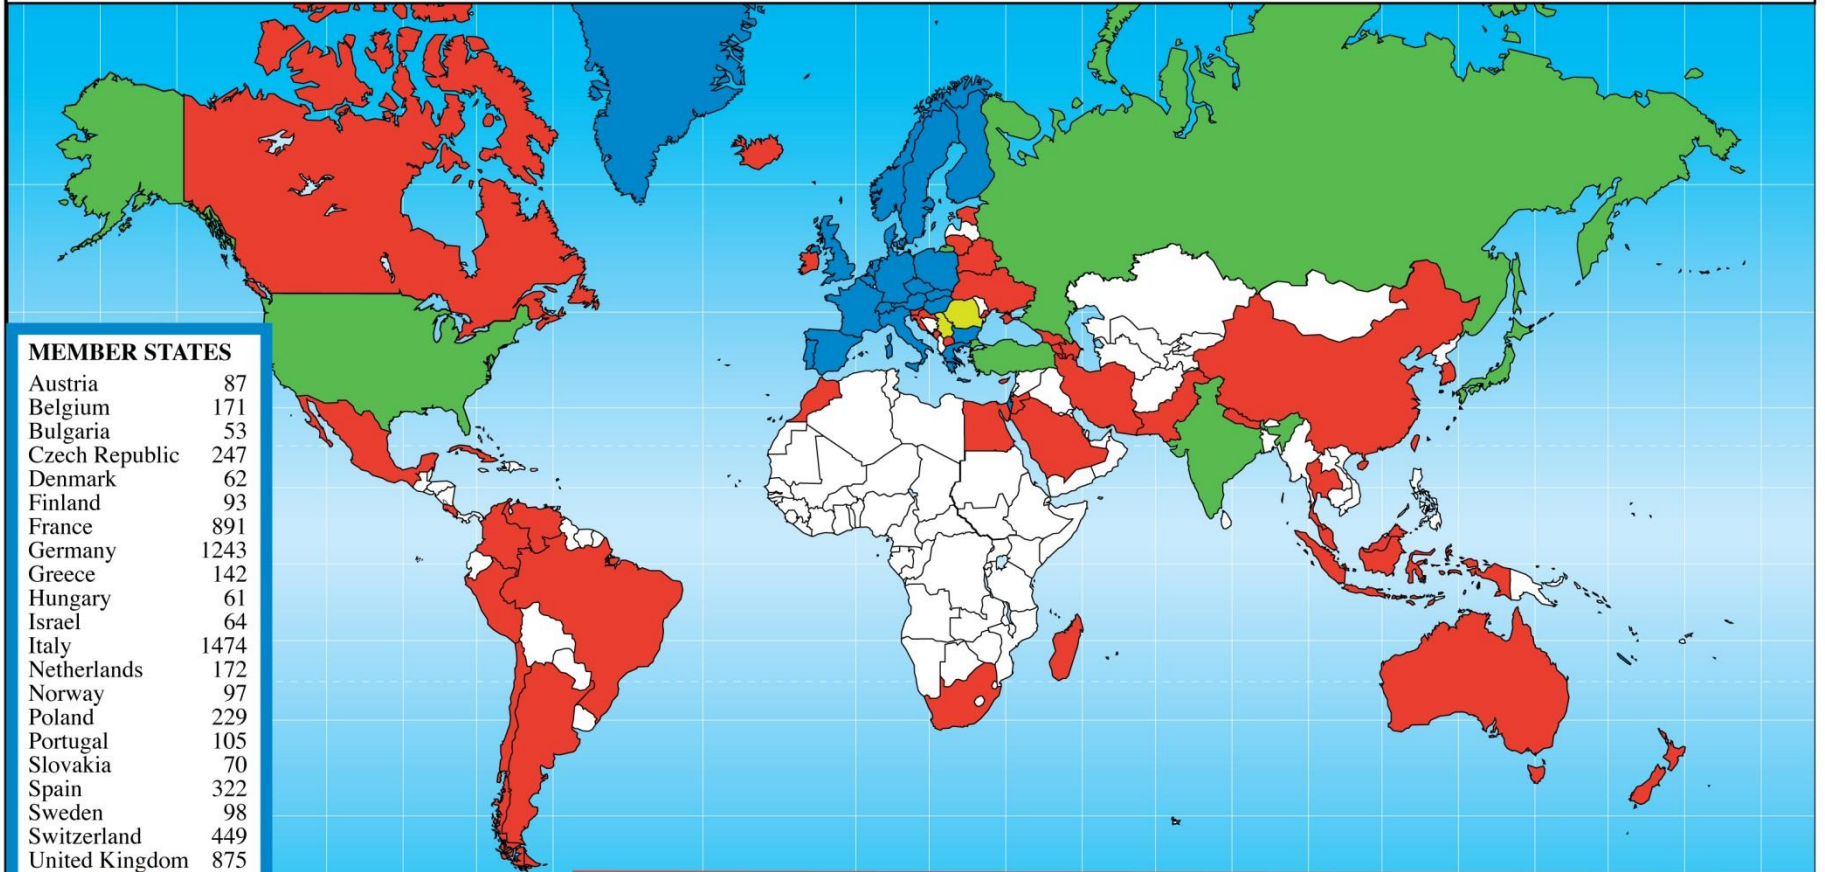 MEMBER STATES
Austria 87
Belgium 171
Bulgaria 53
Czech Republic 247
Denmark 62
Finland 93
France 891
Germany 1243
Greece 142
Hungary 61
Israel 64
Italy 1474
Netherlands 172
Norway 97
Poland 229
Portugal 105
Slovakia 70
Spain 322
Sweden 98
Switzerland 449
United Kingdom 875